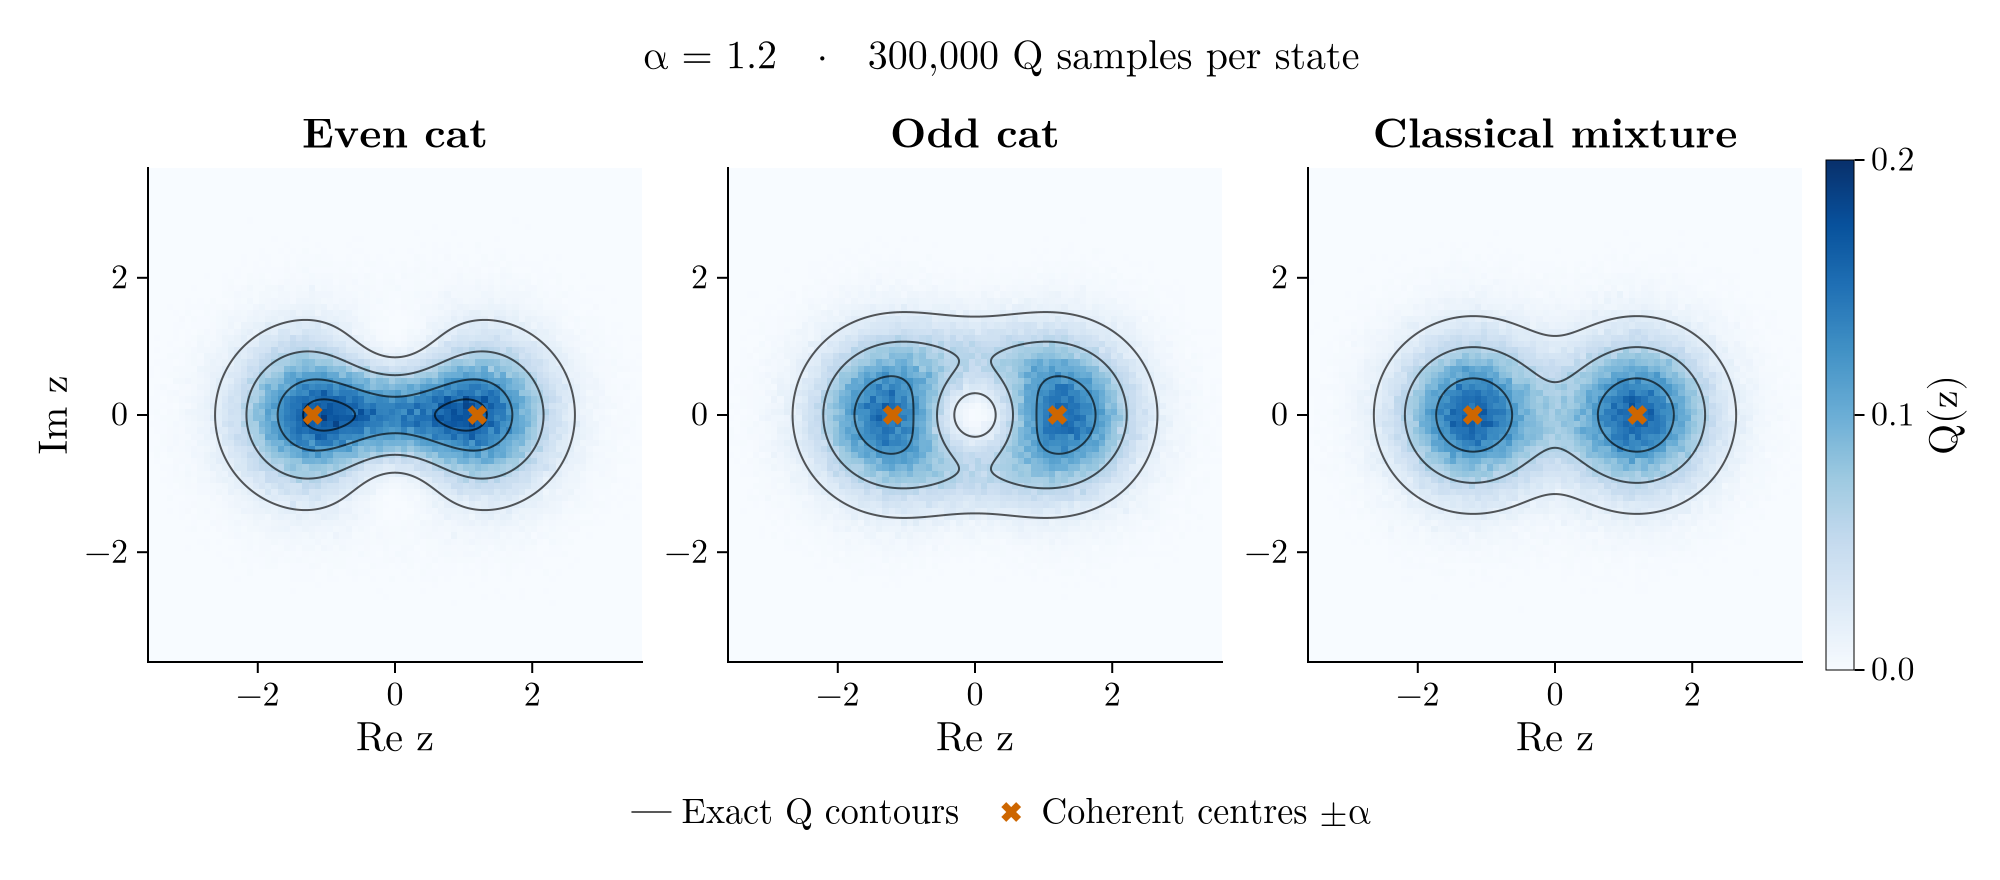 α = 1.2 · 300,000 Q samples per state
Even cat
Odd cat
Classical mixture
Im z
2
0
−2
−2
0
2
Re z
2
0
−2
−2
0
2
Re z
2
0
−2
−2
0
2
Re z
0.2
0.1
0.0
Q(z)
Exact Q contours
Coherent centres ±α